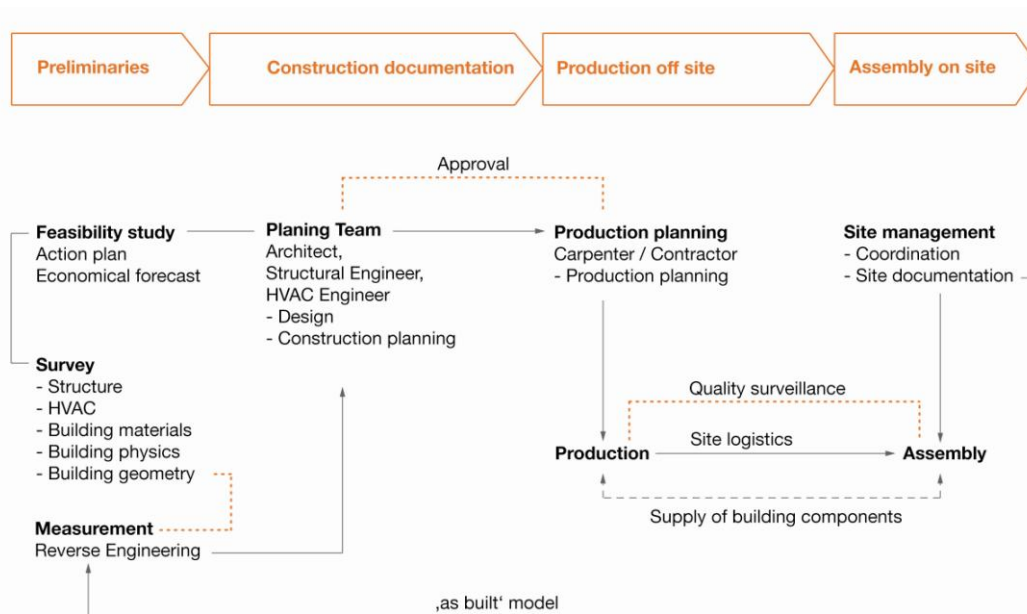 Preliminaries
Construction documentation
Production off site
Assembly on site
Approval
Feasibility study
Action plan
Economical forecast
Planing Team
Architect,
Structural Engineer,
HVAC Engineer
- Design
- Construction planning
Production planning
Carpenter / Contractor
- Production planning
Site management
- Coordination
- Site documentation
Survey
- Structure
- HVAC
- Building materials
- Building physics
- Building geometry
Quality surveillance
Production
Site logistics
Assembly
Supply of building components
Measurement
Reverse Engineering
‚as built‘ model